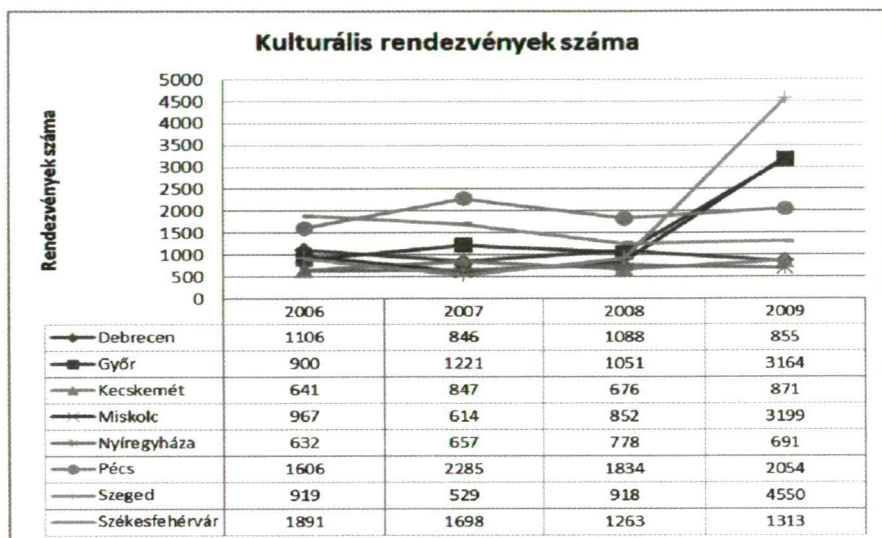 Kulturális rendezvények száma
Rendezvények száma
5000
4500
4000
3500
3000
2500
2000
1500
1000
500
0
2006 2007 2008 2009
Debrecen 1106 846 1088 855
Győr 900 1221 1051 3164
Kecskemét 641 847 676 871
Miskolc 967 614 852 3199
Nyíregyháza 632 657 778 691
Pécs 1606 2285 1834 2054
Szeged 919 529 918 4550
Székesfehérvár 1891 1698 1263 1313